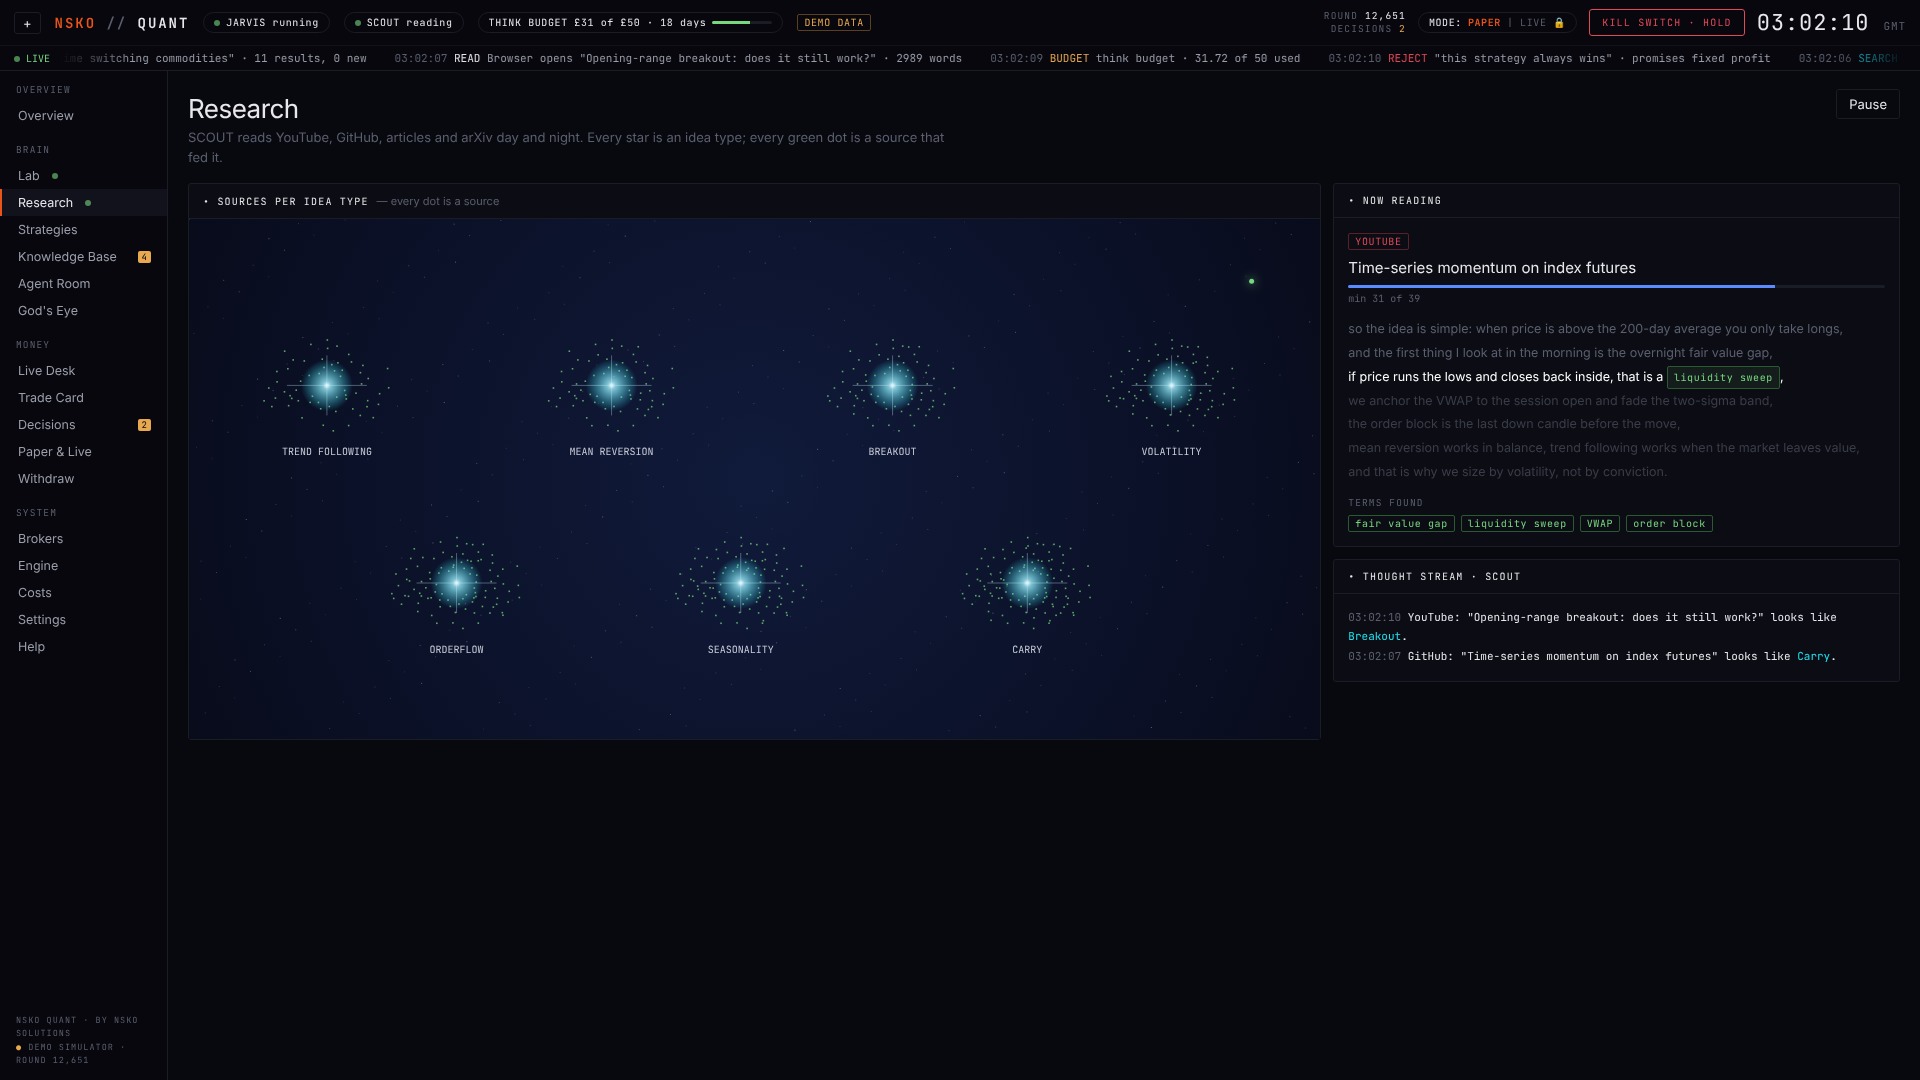 + NSKO // QUANT JARVIS running SCOUT reading THINK BUDGET £31 of £50 · 18 days DEMO DATA
ROUND 12,651
DECISIONS 2
MODE: PAPER | LIVE
KILL SWITCH · HOLD
03:02:10 GMT
LIVE switching commodities" · 11 results, 0 new 03:02:07 READ Browser opens "Opening-range breakout: does it still work?" · 2989 words 03:02:09 BUDGET think budget · 31.72 of 50 used 03:02:10 REJECT "this strategy always wins" · promises fixed profit 03:02:06 SEARCH
OVERVIEW
Overview
BRAIN
Lab
Research
Strategies
Knowledge Base 4
Agent Room
God's Eye
MONEY
Live Desk
Trade Card
Decisions 2
Paper & Live
Withdraw
SYSTEM
Brokers
Engine
Costs
Settings
Help
NSKO QUANT · BY NSKO
SOLUTIONS
DEMO SIMULATOR ·
ROUND 12,651
Research
Pause
SCOUT reads YouTube, GitHub, articles and arXiv day and night. Every star is an idea type; every green dot is a source that
fed it.
• SOURCES PER IDEA TYPE — every dot is a source
TREND FOLLOWING
MEAN REVERSION
BREAKOUT
VOLATILITY
ORDERFLOW
SEASONALITY
CARRY
• NOW READING
YOUTUBE
Time-series momentum on index futures
min 31 of 39
so the idea is simple: when price is above the 200-day average you only take longs,
and the first thing I look at in the morning is the overnight fair value gap,
if price runs the lows and closes back inside, that is a liquidity sweep,
we anchor the VWAP to the session open and fade the two-sigma band,
the order block is the last down candle before the move,
mean reversion works in balance, trend following works when the market leaves value,
and that is why we size by volatility, not by conviction.
TERMS FOUND
fair value gap liquidity sweep VWAP order block
• THOUGHT STREAM · SCOUT
03:02:10 YouTube: "Opening-range breakout: does it still work?" looks like
Breakout.
03:02:07 GitHub: "Time-series momentum on index futures" looks like Carry.